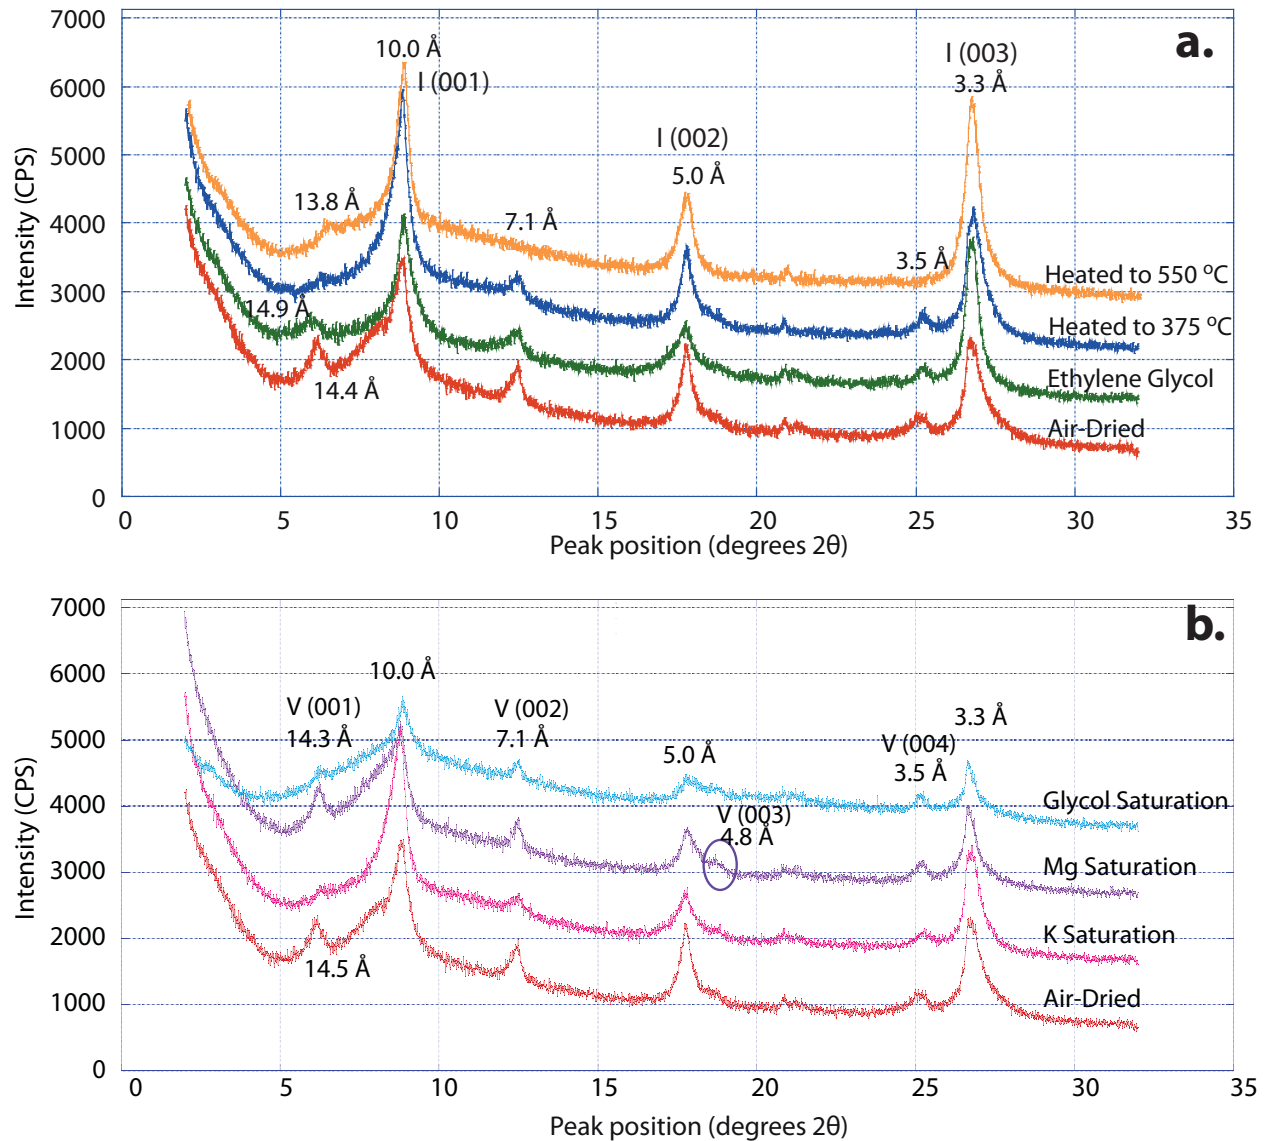 a.
7000
6000
5000
4000
3000
2000
1000
0
Intensity (CPS)
10.0 Å
I (001)
I (003)
3.3 Å
I (002)
5.0 Å
13.8 Å
7.1 Å
3.5 Å
14.9 Å
14.4 Å
Heated to 550 ºC
Heated to 375 ºC
Ethylene Glycol
Air-Dried
0 5 10 15 20 25 30 35
Peak position (degrees 2θ)
b.
7000
6000
5000
4000
3000
2000
1000
0
Intensity (CPS)
10.0 Å
V (001)
14.3 Å
V (002)
7.1 Å
5.0 Å
3.3 Å
V (004)
3.5 Å
V (003)
4.8 Å
14.5 Å
Glycol Saturation
Mg Saturation
K Saturation
Air-Dried
0 5 10 15 20 25 30 35
Peak position (degrees 2θ)